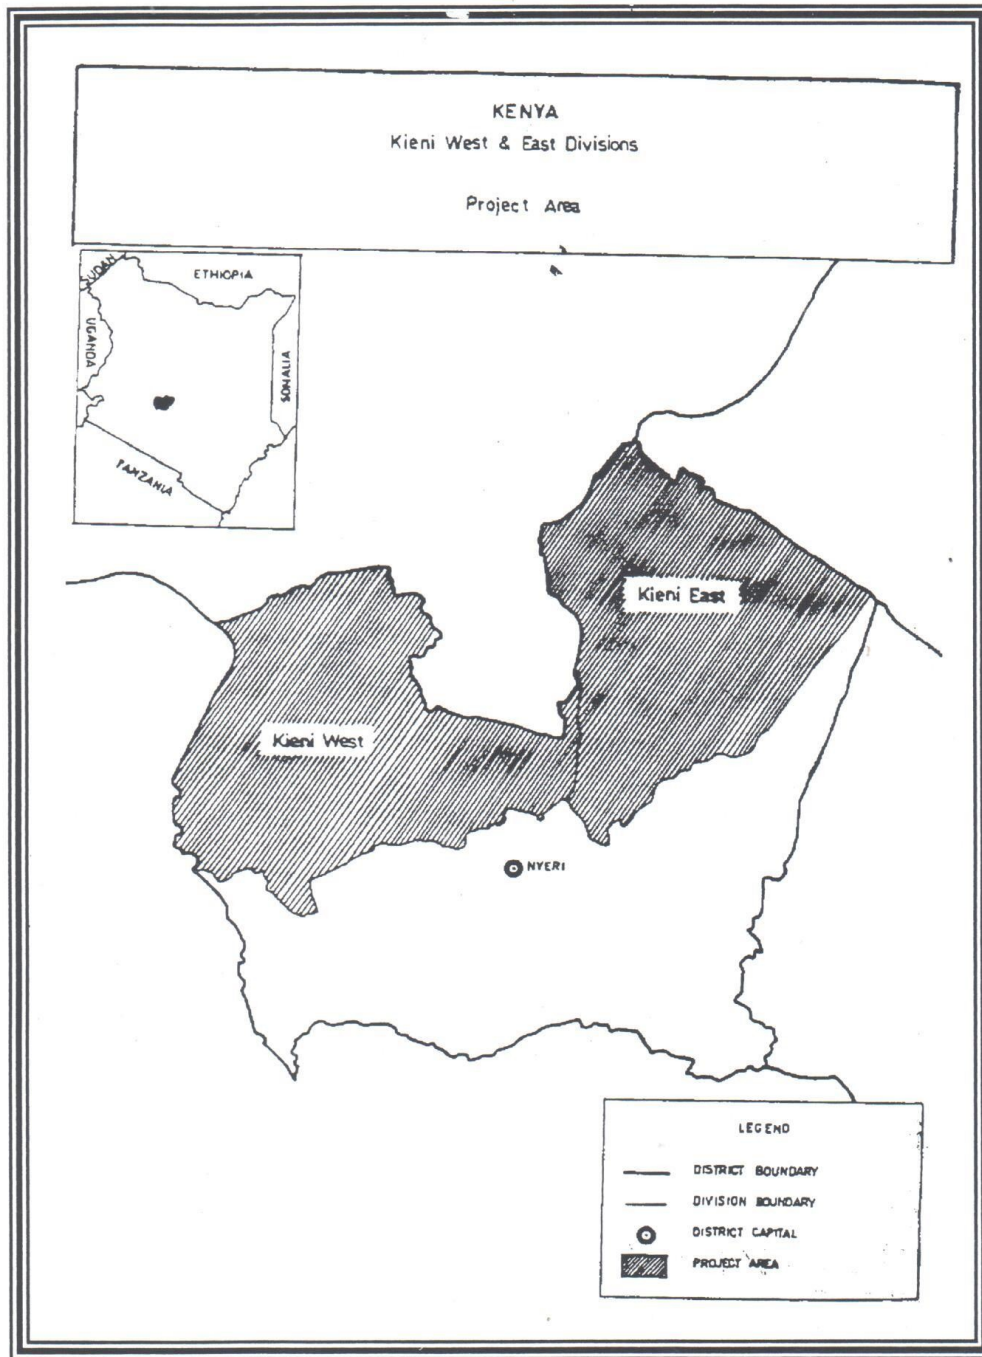 KENYA
Kieni West & East Divisions
Project Area
SUDAN
ETHIOPIA
UGANDA
SOMALIA
TANZANIA
Kieni East
Kieni West
NYERI
LEGEND
DISTRICT BOUNDARY
DIVISION BOUNDARY
DISTRICT CAPITAL
PROJECT AREA